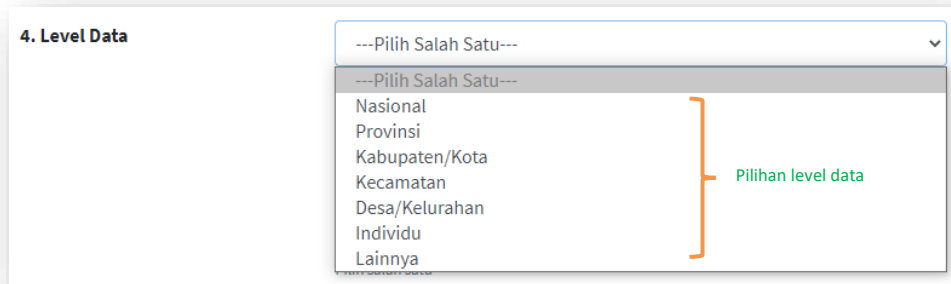 4. Level Data
---Pilih Salah Satu---
---Pilih Salah Satu---
Nasional
Provinsi
Kabupaten/Kota
Kecamatan
Desa/Kelurahan
Individu
Lainnya
Pilihan level data